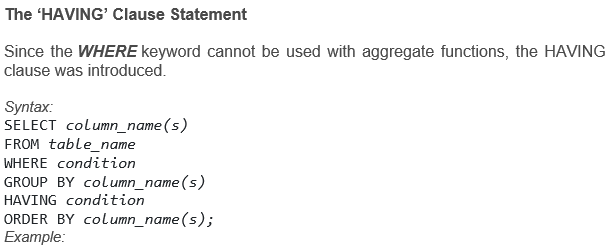 The ‘HAVING’ Clause Statement
Since the WHERE keyword cannot be used with aggregate functions, the HAVING
clause was introduced.
Syntax:
SELECT column_name(s)
FROM table_name
WHERE condition
GROUP BY column_name(s)
HAVING condition
ORDER BY column_name(s);
Example: